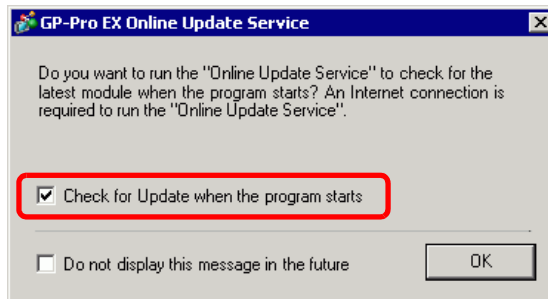 GP-Pro EX Online Update Service
Do you want to run the "Online Update Service" to check for the
latest module when the program starts? An Internet connection is
required to run the "Online Update Service".
Check for Update when the program starts
Do not display this message in the future
OK